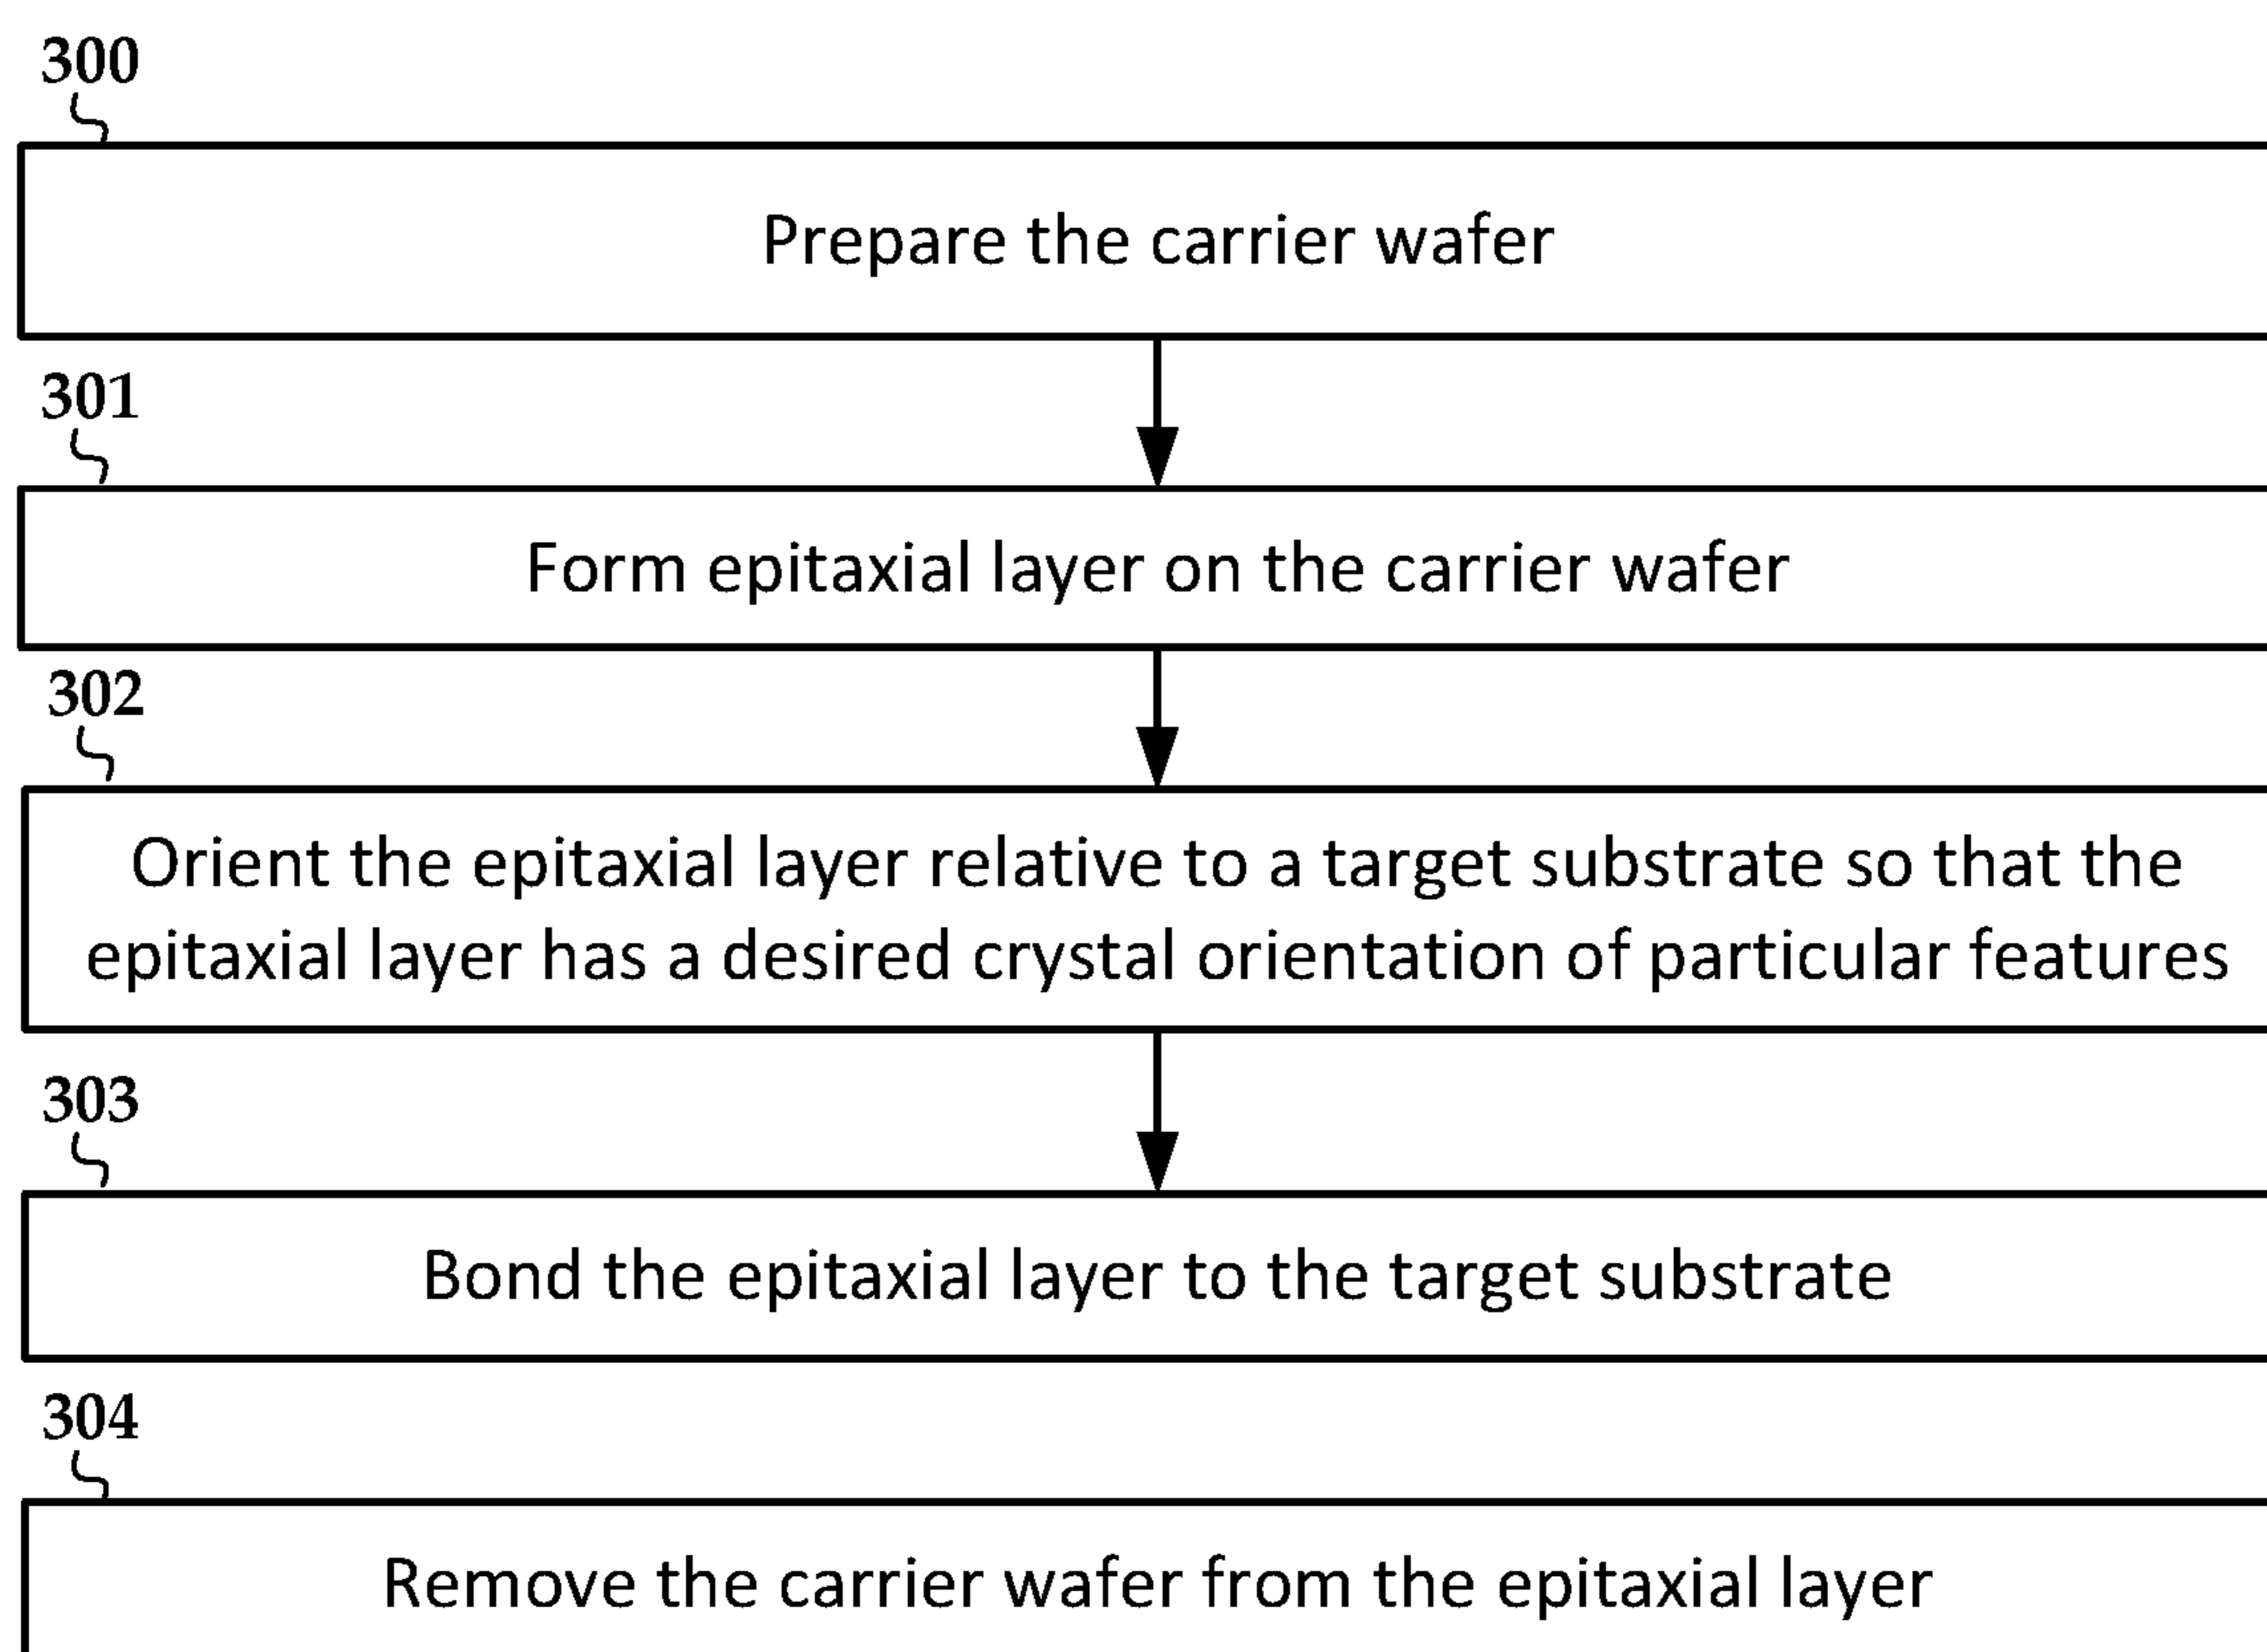 300
Prepare the carrier wafer
301
Form epitaxial layer on the carrier wafer
302
Orient the epitaxial layer relative to a target substrate so that the
epitaxial layer has a desired crystal orientation of particular features
303
Bond the epitaxial layer to the target substrate
304
Remove the carrier wafer from the epitaxial layer